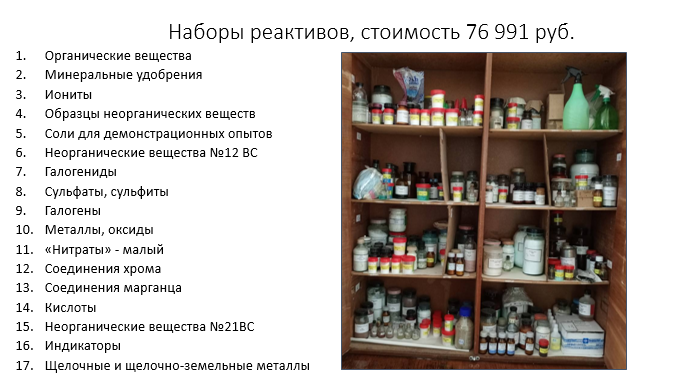 Наборы реактивов, стоимость 76 991 руб.
1. Органические вещества
2. Минеральные удобрения
3. Иониты
4. Образцы неорганических веществ
5. Соли для демонстрационных опытов
6. Неорганические вещества №12 ВС
7. Галогениды
8. Сульфаты, сульфиты
9. Галогены
10. Металлы, оксиды
11. «Нитраты» - малый
12. Соединения хрома
13. Соединения марганца
14. Кислоты
15. Неорганические вещества №21ВС
16. Индикаторы
17. Щелочные и щелочно-земельные металлы